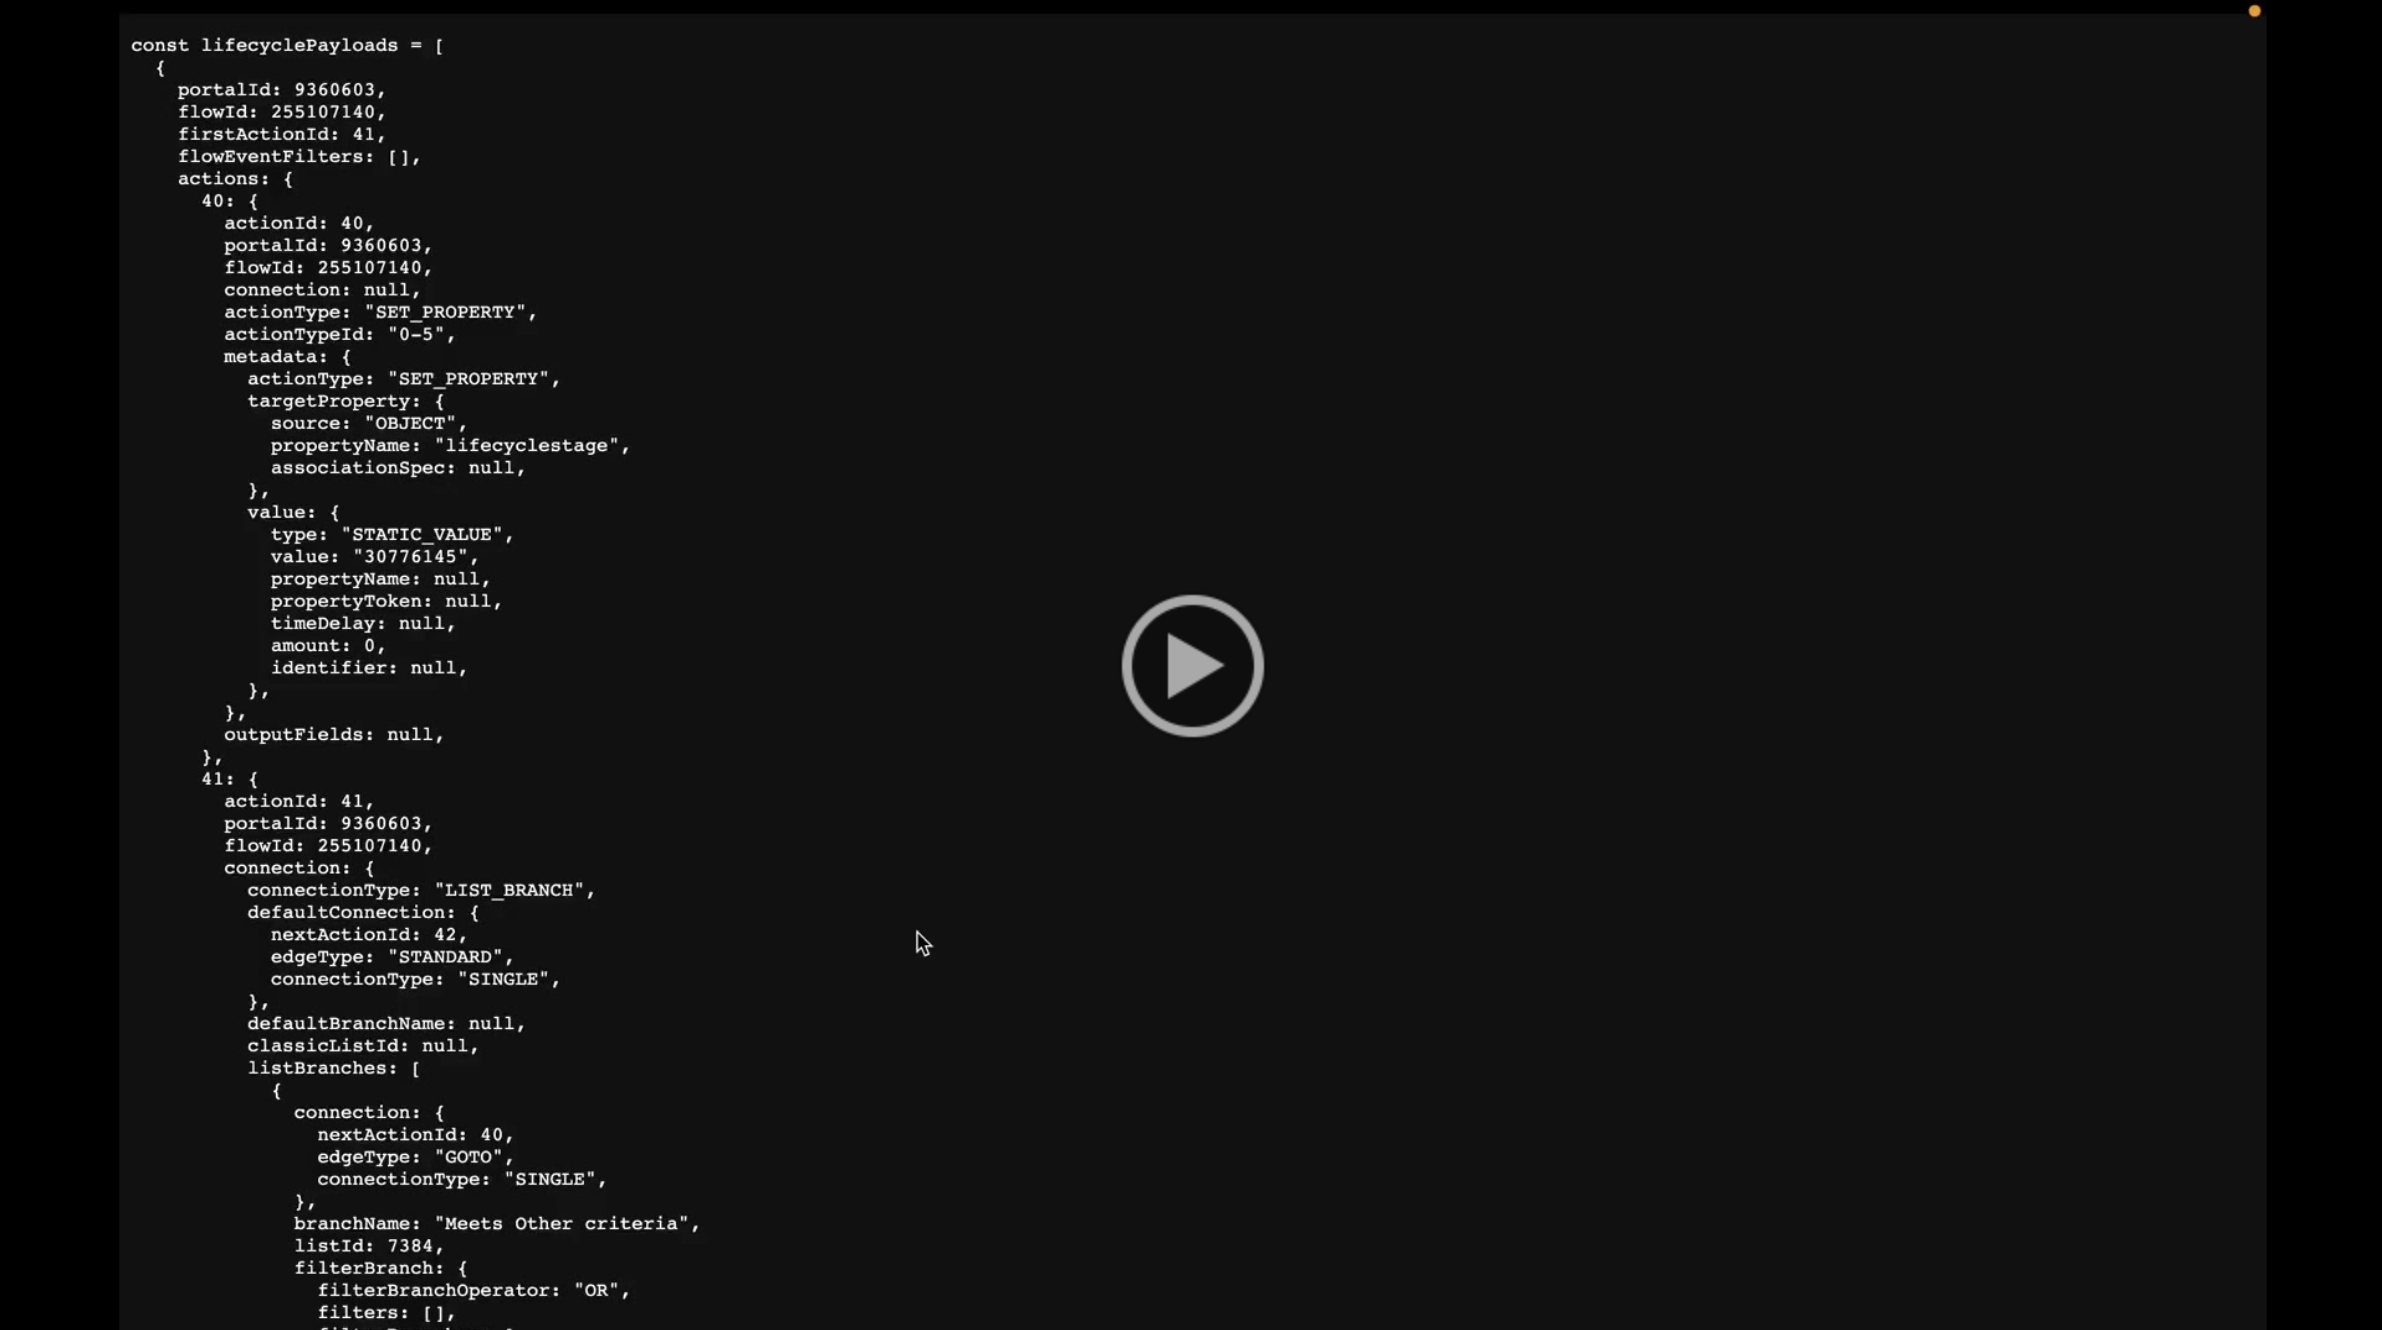 const lifecyclePayloads = [
{
portalId: 9360603,
flowId: 255107140,
firstActionId: 41,
flowEventFilters: [],
actions: {
40: {
actionId: 40,
portalId: 9360603,
flowId: 255107140,
connection: null,
actionType: "SET_PROPERTY",
actionTypeId: "0-5",
metadata: {
actionType: "SET_PROPERTY",
targetProperty: {
source: "OBJECT",
propertyName: "lifecyclestage",
associationSpec: null,
},
value: {
type: "STATIC_VALUE",
value: "30776145",
propertyName: null,
propertyToken: null,
timeDelay: null,
amount: 0,
identifier: null,
},
},
outputFields: null,
},
41: {
actionId: 41,
portalId: 9360603,
flowId: 255107140,
connection: {
connectionType: "LIST_BRANCH",
defaultConnection: {
nextActionId: 42,
edgeType: "STANDARD",
connectionType: "SINGLE",
},
defaultBranchName: null,
classicListId: null,
listBranches: [
{
connection: {
nextActionId: 40,
edgeType: "GOTO",
connectionType: "SINGLE",
},
branchName: "Meets Other criteria",
listId: 7384,
filterBranch: {
filterBranchOperator: "OR",
filters: [],